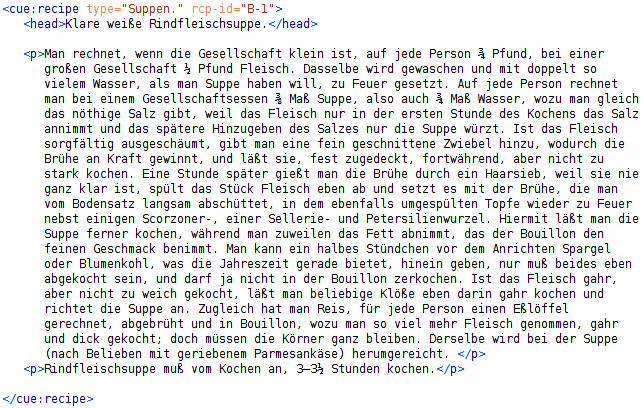 <cue:recipe type="Suppen." rcp-id="B-1">
<head>Klare weiße Rindfleischsuppe.</head>
<p>Man rechnet, wenn die Gesellschaft klein ist, auf jede Person ¾ Pfund, bei einer
großen Gesellschaft ½ Pfund Fleisch. Dasselbe wird gewaschen und mit doppelt so
vielem Wasser, als man Suppe haben will, zu Feuer gesetzt. Auf jede Person rechnet
man bei einem Gesellschaftsessen ⅜ Maß Suppe, also auch ¾ Maß Wasser, wozu man gleich
das nöthige Salz gibt, weil das Fleisch nur in der ersten Stunde des Kochens das Salz
annimmt und das spätere Hinzugeben des Salzes nur die Suppe würzt. Ist das Fleisch
sorgfältig ausgeschäumt, gibt man eine fein geschnittene Zwiebel hinzu, wodurch die
Brühe an Kraft gewinnt, und läßt sie, fest zugedeckt, fortwährend, aber nicht zu
stark kochen. Eine Stunde später gießt man die Brühe durch ein Haarsieb, weil sie nie
ganz klar ist, spült das Stück Fleisch eben ab und setzt es mit der Brühe, die man
vom Bodensatz langsam abschüttet, in dem ebenfalls umgespülten Topfe wieder zu Feuer
nebst einigen Scorzoner-, einer Sellerie- und Petersilienwurzel. Hiermit läßt man die
Suppe ferner kochen, während man zuweilen das Fett abnimmt, das der Bouillon den
feinen Geschmack benimmt. Man kann ein halbes Stündchen vor dem Anrichten Spargel
oder Blumenkohl, was die Jahreszeit gerade bietet, hinein geben, nur muß beides eben
abgekocht sein, und darf ja nicht in der Bouillon zerkochen. Ist das Fleisch gahr,
aber nicht zu weich gekocht, läßt man beliebige Klöße eben darin gahr kochen und
richtet die Suppe an. Zugleich hat man Reis, für jede Person einen Eßlöffel
gerechnet, abgebrüht und in Bouillon, wozu man so viel mehr Fleisch genommen, gahr
und dick gekocht; doch müssen die Körner ganz bleiben. Derselbe wird bei der Suppe
(nach Belieben mit geriebenem Parmesankäse) herumgereicht. </p>
<p>Rindfleischsuppe muß vom Kochen an, 3–3½ Stunden kochen.</p>
</cue:recipe>